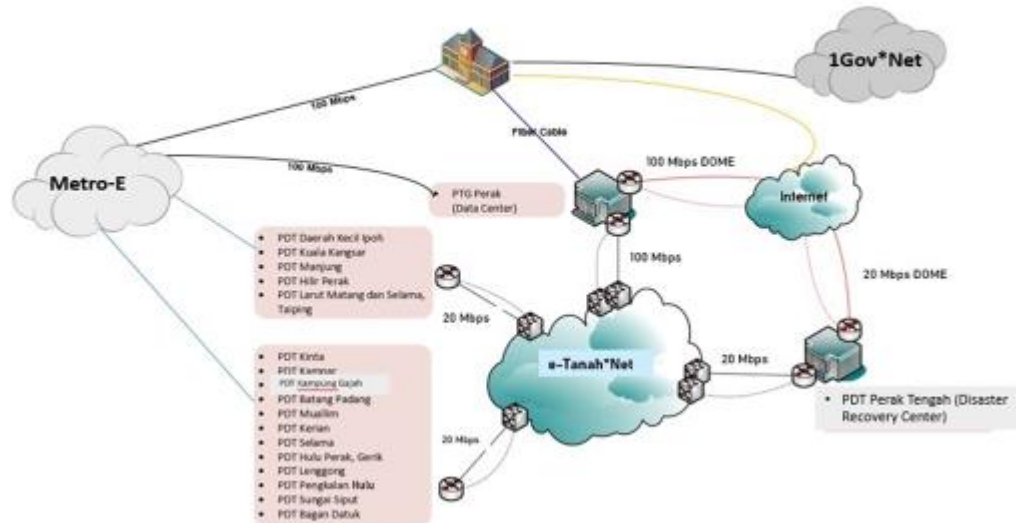 1Gov*Net
100 Mbps
Fiber Cable
Metro-E
100 Mbps
100 Mbps DOME
Internet
• PTG Perak
(Data Center)
• PDT Daerah Kecil Ipoh
• PDT Kuala Kangsar
• PDT Manjung
• PDT Hilir Perak
• PDT Larut Matang dan Selama,
Taiping
100 Mbps
20 Mbps DOME
20 Mbps
e-Tanah*Net
20 Mbps
• PDT Kinta
• PDT Kampar
• PDT Kampung Gajah
• PDT Batang Padang
• PDT Muallim
• PDT Kerian
• PDT Selama
• PDT Hulu Perak, Gerik
• PDT Lenggong
• PDT Pengkalan Hulu
• PDT Sungai Siput
• PDT Bagan Datuk
20 Mbps
• PDT Perak Tengah (Disaster
Recovery Center)